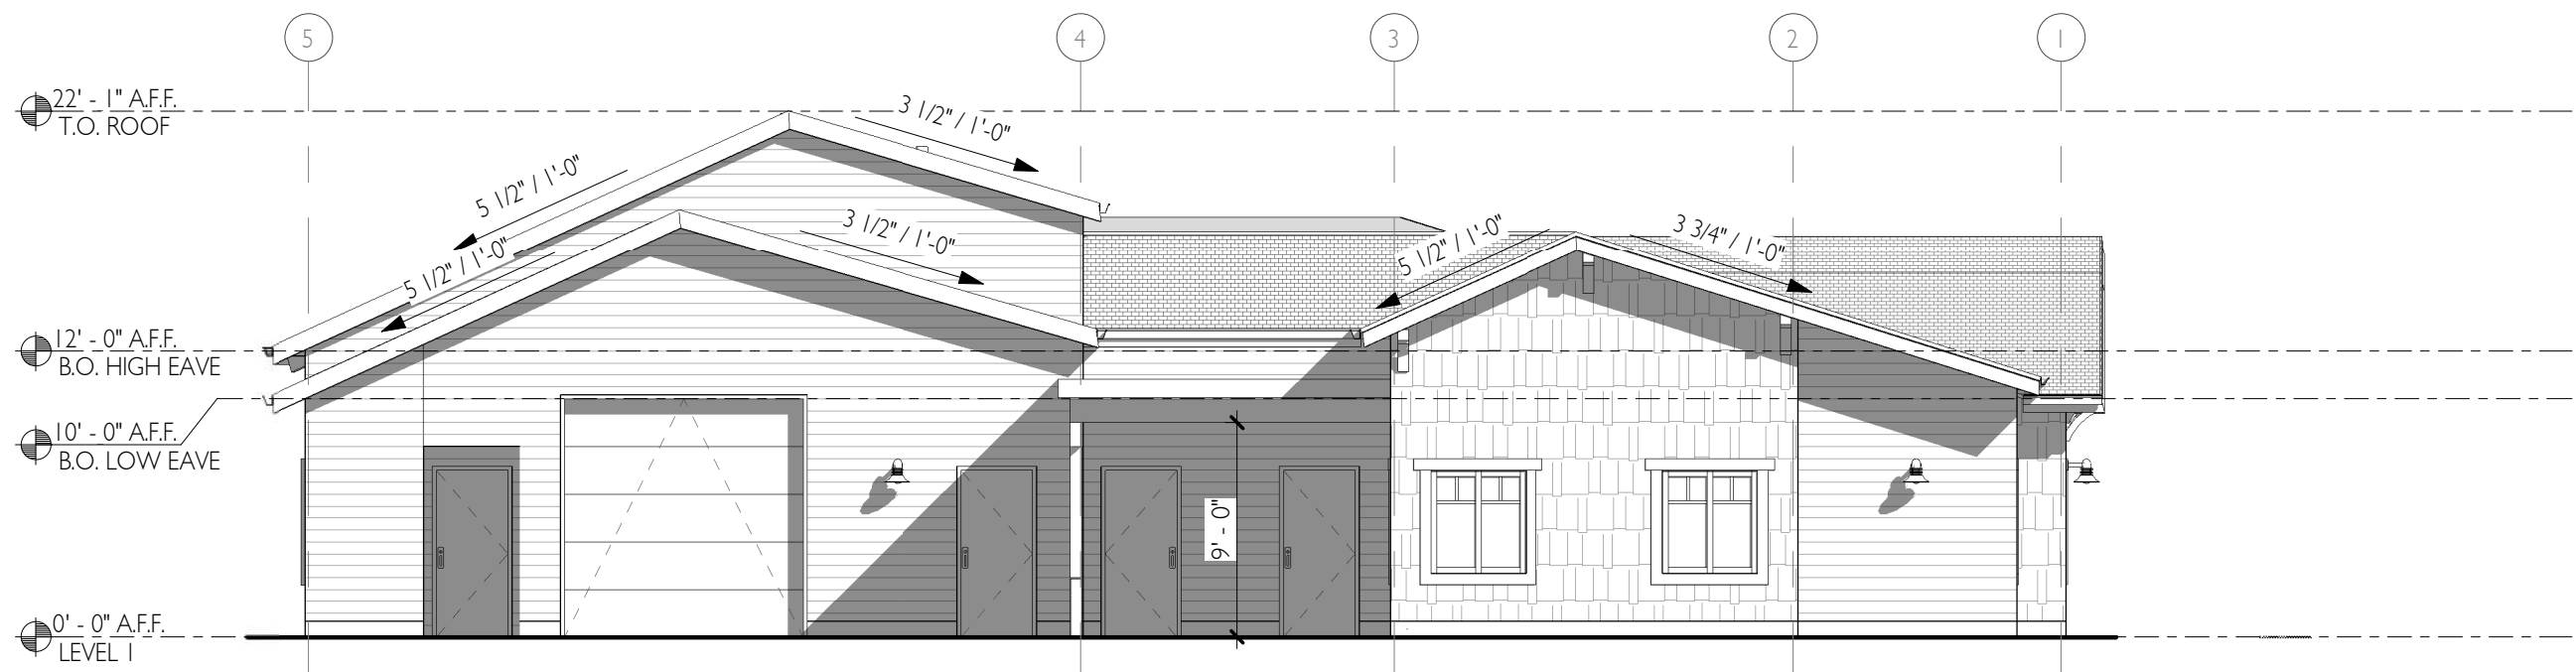 5
4
3
2
1
22' - 1" A.F.F.
T.O. ROOF
3 1/2" / 1'-0"
5 1/2" / 1'-0"
3 1/2" / 1'-0"
5 1/2" / 1'-0"
5 1/2" / 1'-0"
3 3/4" / 1'-0"
12' - 0" A.F.F.
B.O. HIGH EAVE
10' - 0" A.F.F.
B.O. LOW EAVE
9' - 0"
0' - 0" A.F.F.
LEVEL 1